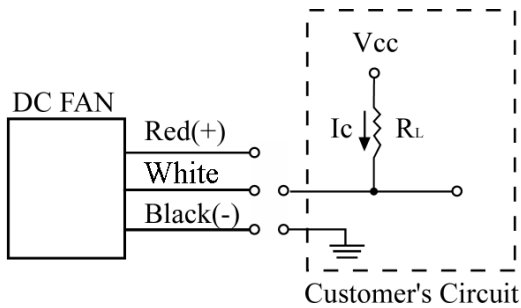 Vcc
DC FAN
Red(+)
Ic
RL
White
Black(-)
Customer's Circuit